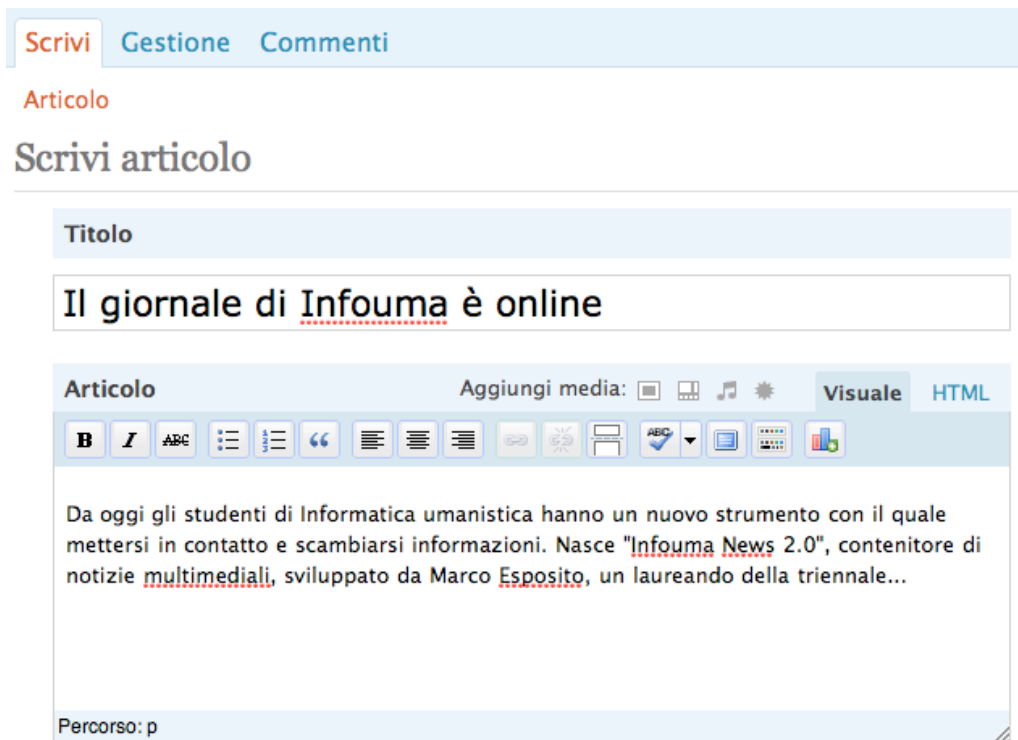 Scrivi Gestione Commenti
Articolo
Scrivi articolo
Titolo
Il giornale di Infouma è online
Articolo Aggiungi media: Visuale HTML
B I ABC ABC
Da oggi gli studenti di Informatica umanistica hanno un nuovo strumento con il quale
mettersi in contatto e scambiarsi informazioni. Nasce "Infouma News 2.0", contenitore di
notizie multimediali, sviluppato da Marco Esposito, un laureando della triennale...
Percorso: p